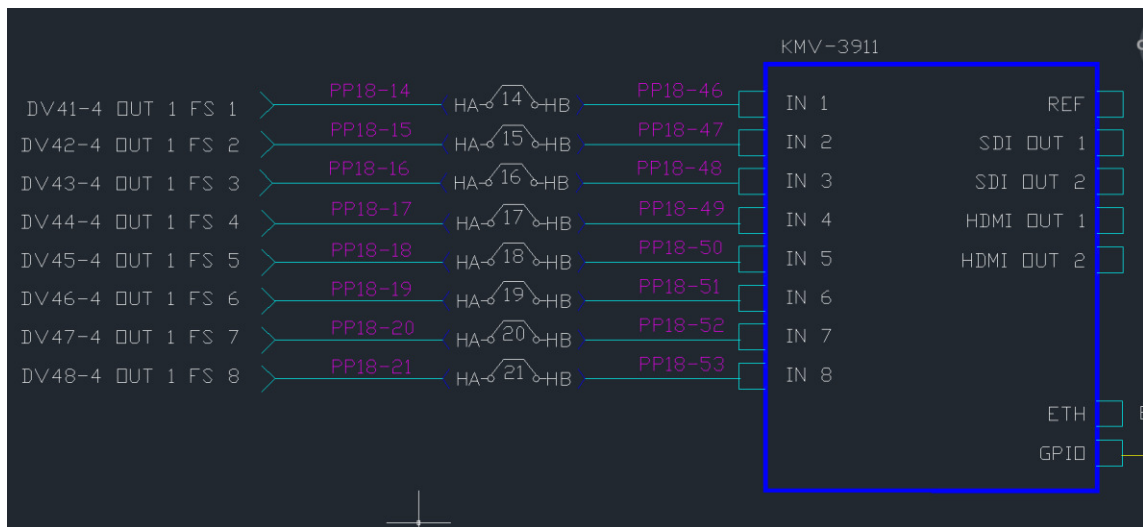 KMV-3911
DV41-4 OUT 1 FS 1 PP18-14 HA 14 HB PP18-46 IN 1 REF
DV42-4 OUT 1 FS 2 PP18-15 HA 15 HB PP18-47 IN 2 SDI OUT 1
DV43-4 OUT 1 FS 3 PP18-16 HA 16 HB PP18-48 IN 3 SDI OUT 2
DV44-4 OUT 1 FS 4 PP18-17 HA 17 HB PP18-49 IN 4 HDMI OUT 1
DV45-4 OUT 1 FS 5 PP18-18 HA 18 HB PP18-50 IN 5 HDMI OUT 2
DV46-4 OUT 1 FS 6 PP18-19 HA 19 HB PP18-51 IN 6
DV47-4 OUT 1 FS 7 PP18-20 HA 20 HB PP18-52 IN 7
DV48-4 OUT 1 FS 8 PP18-21 HA 21 HB PP18-53 IN 8
ETH
GPIO